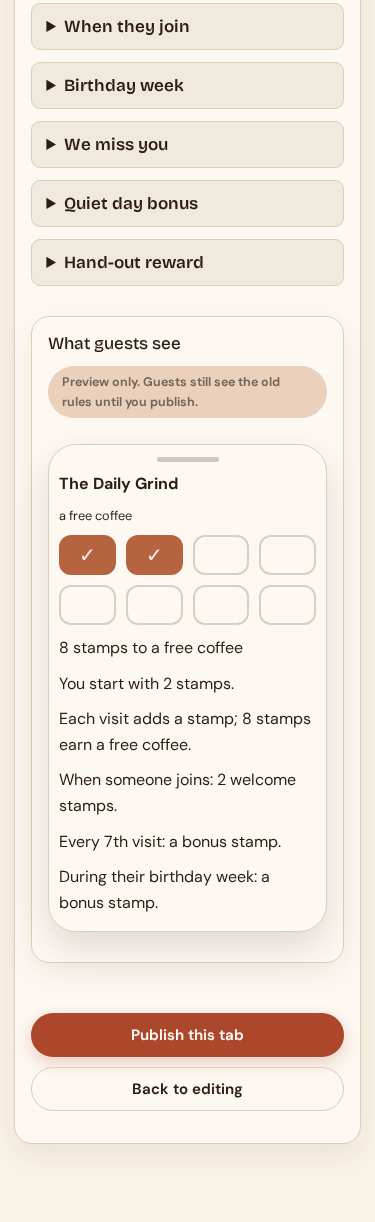 When they join
Birthday week
We miss you
Quiet day bonus
Hand-out reward
What guests see
Preview only. Guests still see the old
rules until you publish.
The Daily Grind
a free coffee
✓ ✓
8 stamps to a free coffee
You start with 2 stamps.
Each visit adds a stamp; 8 stamps
earn a free coffee.
When someone joins: 2 welcome
stamps.
Every 7th visit: a bonus stamp.
During their birthday week: a
bonus stamp.
Publish this tab
Back to editing